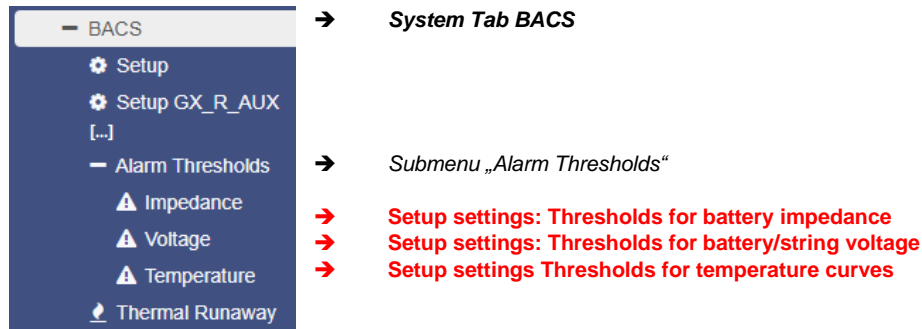 BACS ➔ System Tab BACS
Setup
Setup GX_R_AUX
[...]
Alarm Thresholds ➔ Submenu „Alarm Thresholds“
Impedance ➔ Setup settings: Thresholds for battery impedance
Voltage ➔ Setup settings: Thresholds for battery/string voltage
Temperature ➔ Setup settings Thresholds for temperature curves
Thermal Runaway